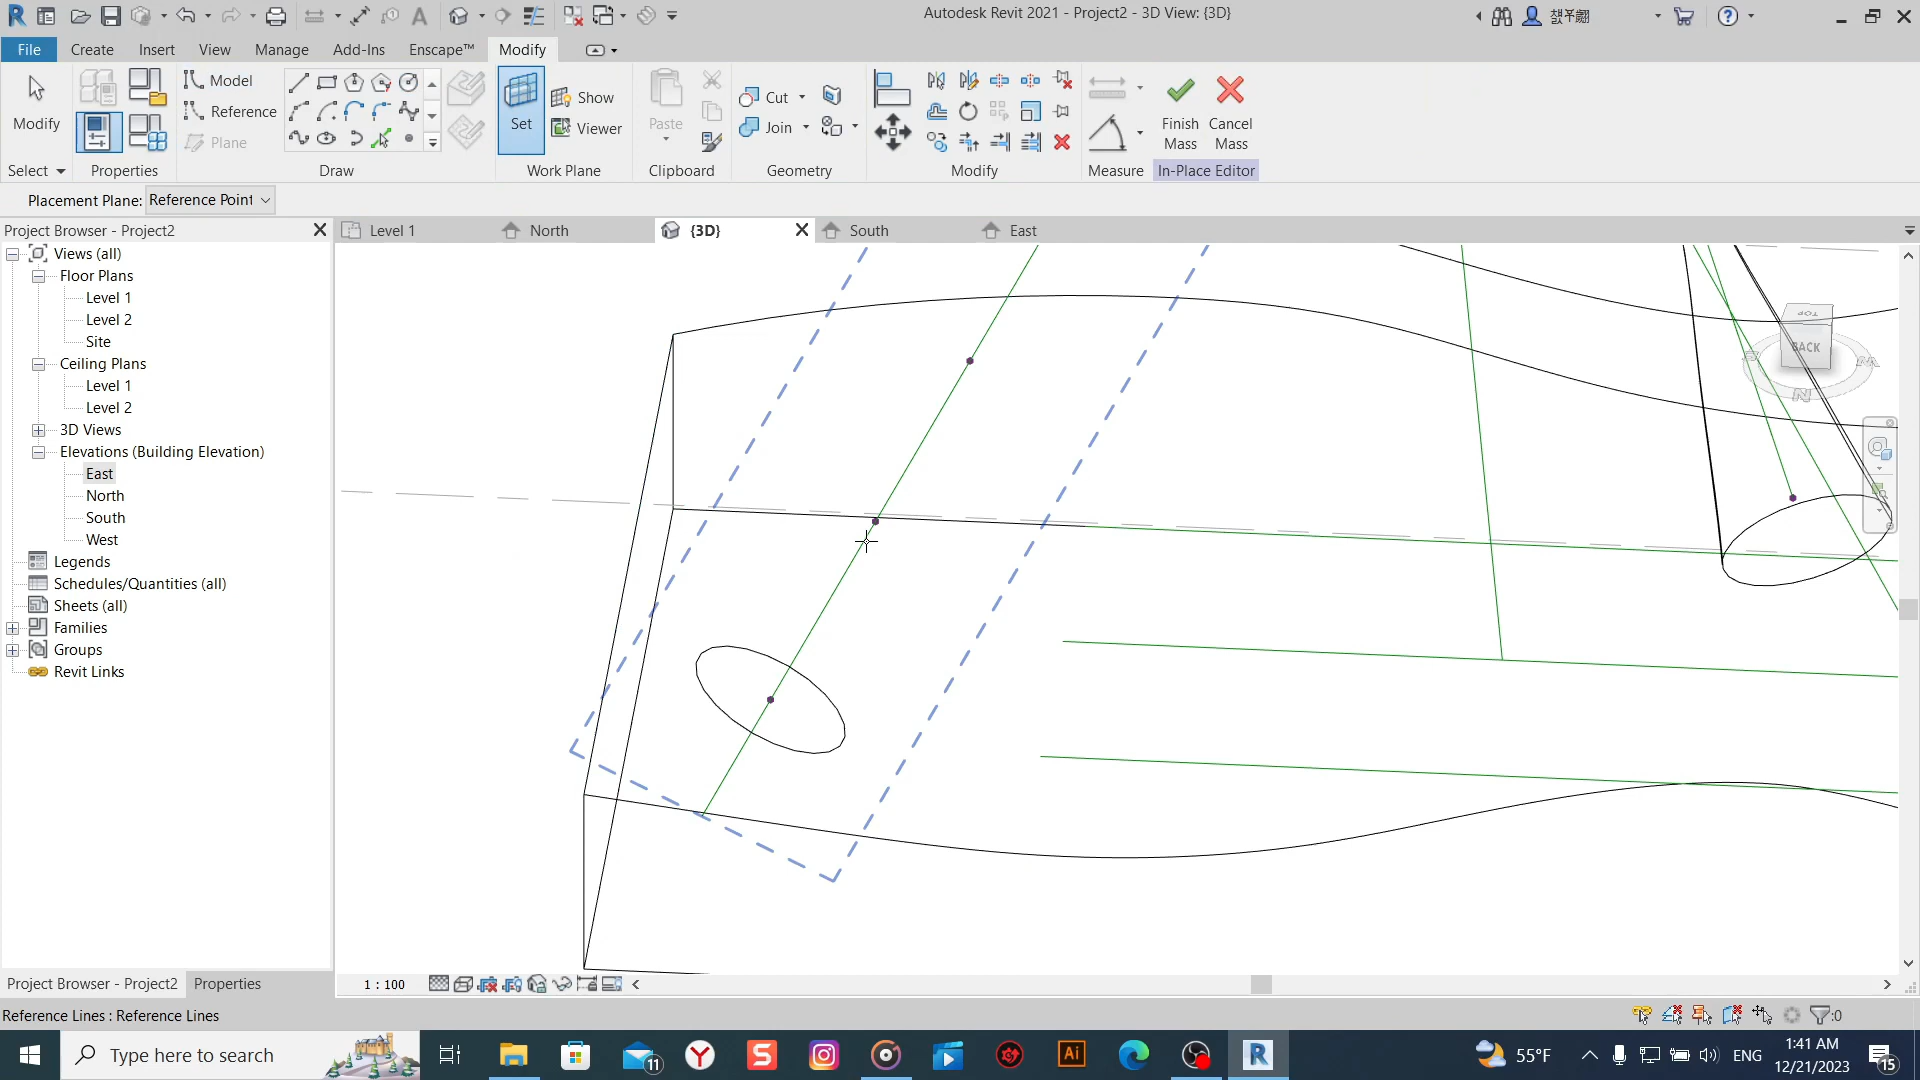 Autodesk Revit 2021 - Project2 - 3D View: {3D}
File Create Insert View Manage Add-Ins Enscape™ Modify
Modify
Model
Reference
Plane
Set
Show
Viewer
Paste
Cut
Join
Finish Mass
Cancel Mass
Select Properties Draw Work Plane Clipboard Geometry Modify Measure In-Place Editor
Placement Plane: Reference Point
Project Browser - Project2
Level 1 North {3D} South East
Views (all)
Floor Plans
Level 1
Level 2
Site
Ceiling Plans
Level 1
Level 2
3D Views
Elevations (Building Elevation)
East
North
South
West
Legends
Schedules/Quantities (all)
Sheets (all)
Families
Groups
Revit Links
TOP
BACK
N
Project Browser - Project2 Properties
1 : 100
Reference Lines : Reference Lines
:0
Type here to search
11
Ai
55°F
ENG
1:41 AM
12/21/2023
15